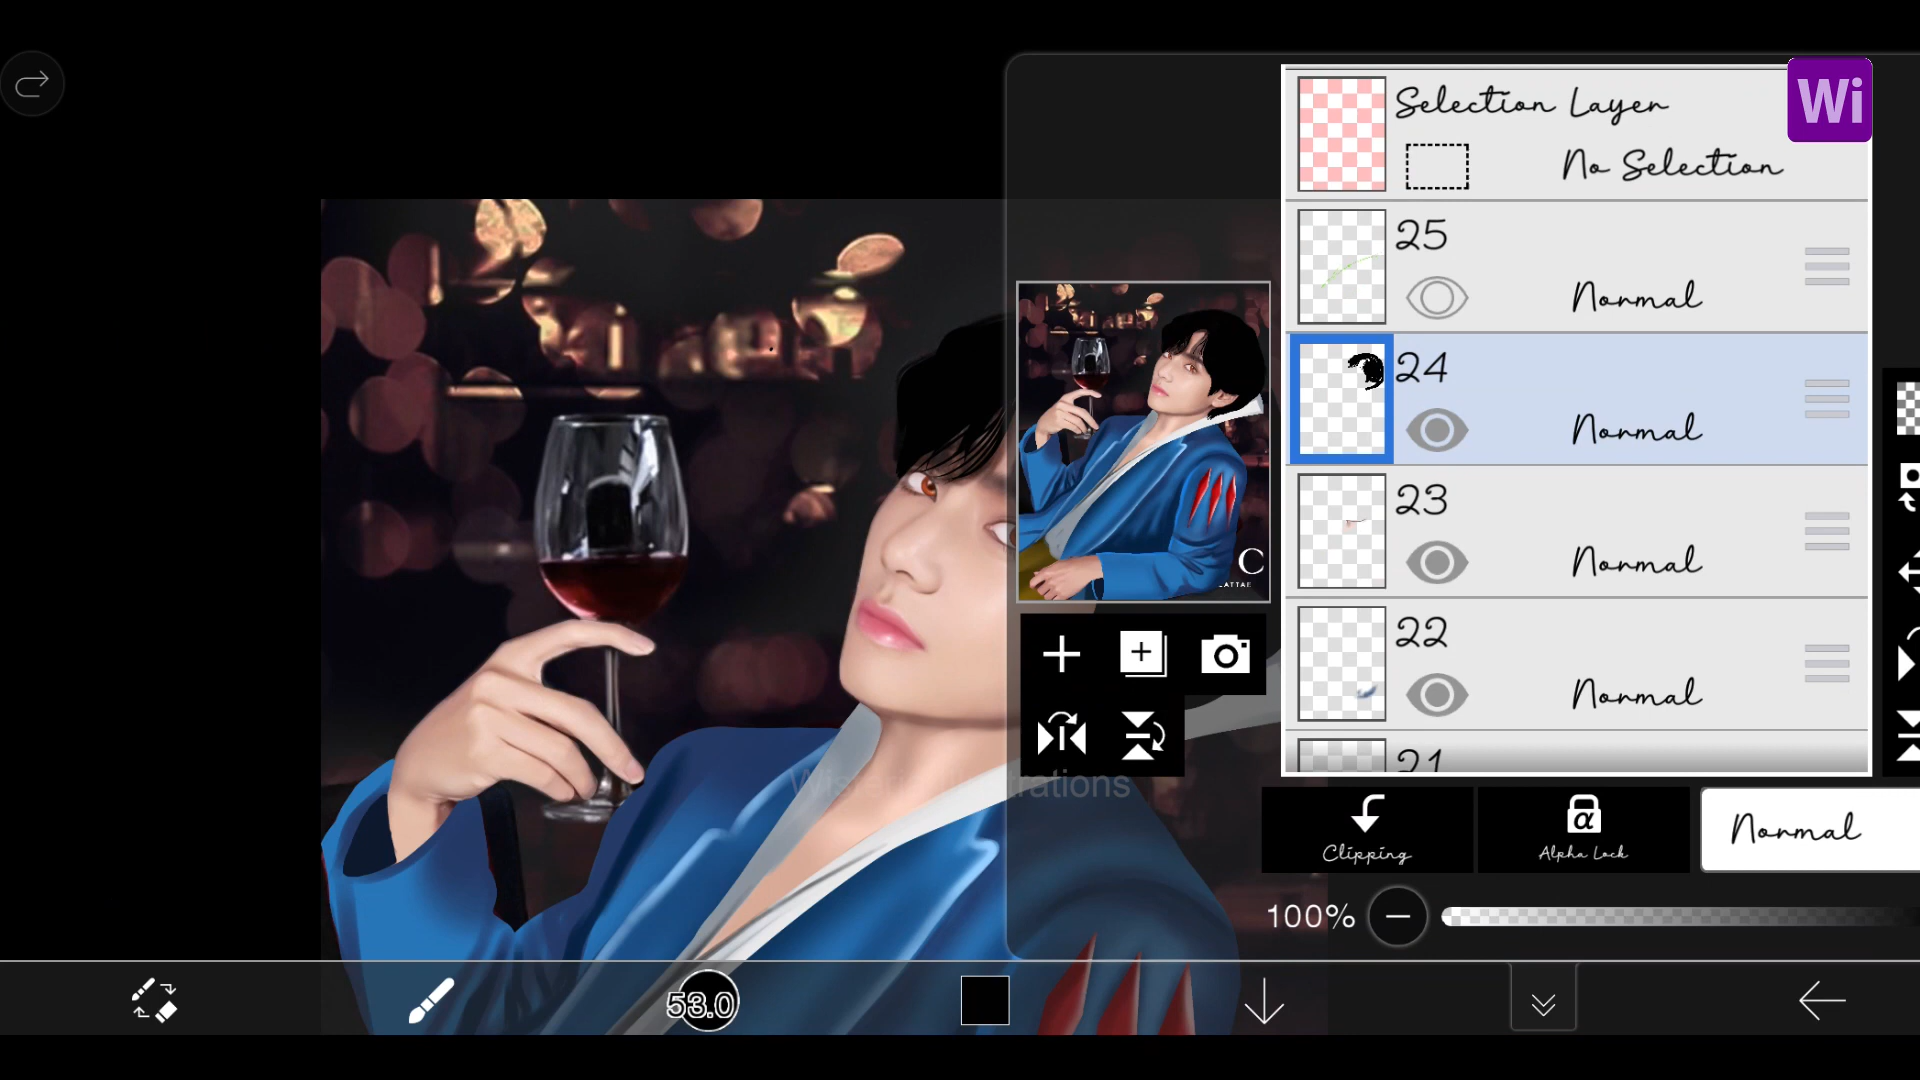 Selection Layer
Wi
No Selection
25
Normal
24
Normal
23
Normal
22
Normal
21
C
Clipping
α
Alpha Lock
Normal
100%
53.0